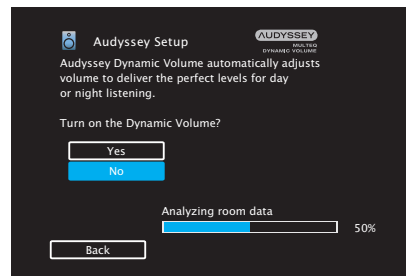 Audyssey Setup
AUDYSSEY
MULTEQ
DYNAMIC VOLUME
Audyssey Dynamic Volume automatically adjusts
volume to deliver the perfect levels for day
or night listening.
Turn on the Dynamic Volume?
Yes
No
Analyzing room data
50%
Back